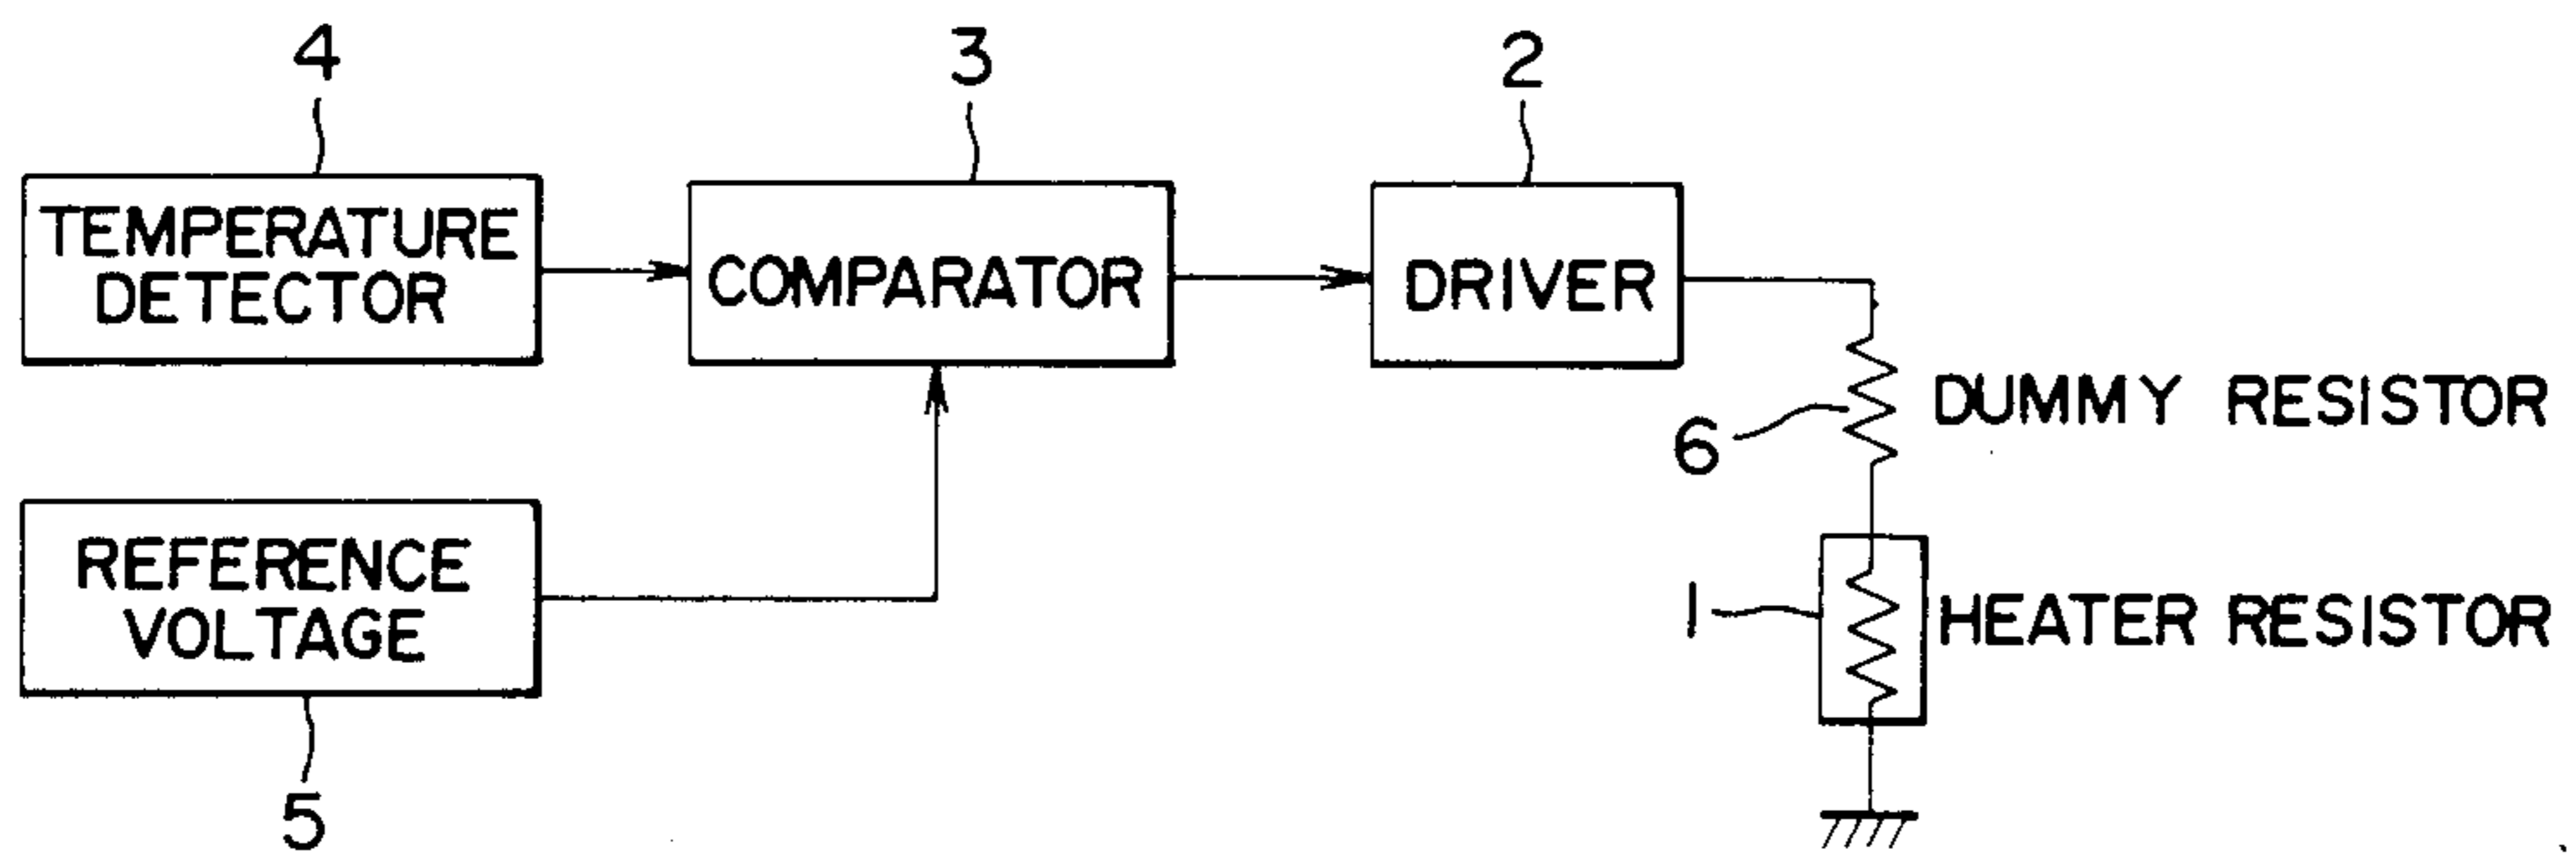 4
3
2
TEMPERATURE
DETECTOR
COMPARATOR
DRIVER
DUMMY RESISTOR
6
REFERENCE
VOLTAGE
1
HEATER RESISTOR
5